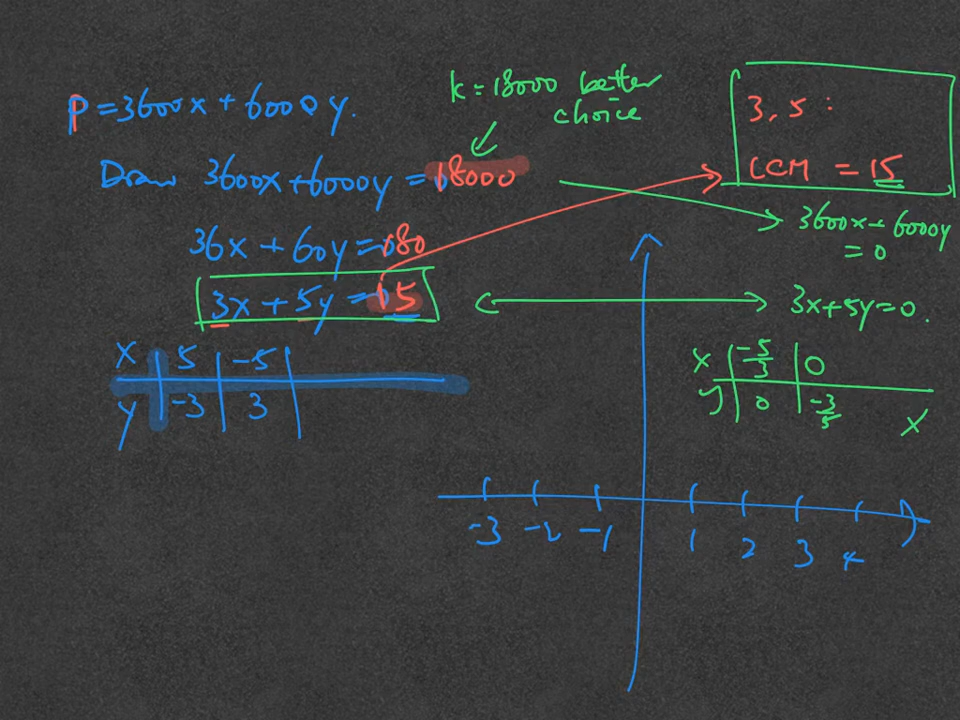 k = 18000 better
choice
P = 3600x + 6000y.
3, 5 :
Draw 3600x + 6000y = 18000
LCM = 15
3600x + 6000y
= 0
36x + 60y = 180
3x + 5y = 15
3x + 5y = 0.
x | 5 | -5
y | -3 | 3
x | -5/3 | 0
y | 0 | -3/5
X
-3 -2 -1 1 2 3 4